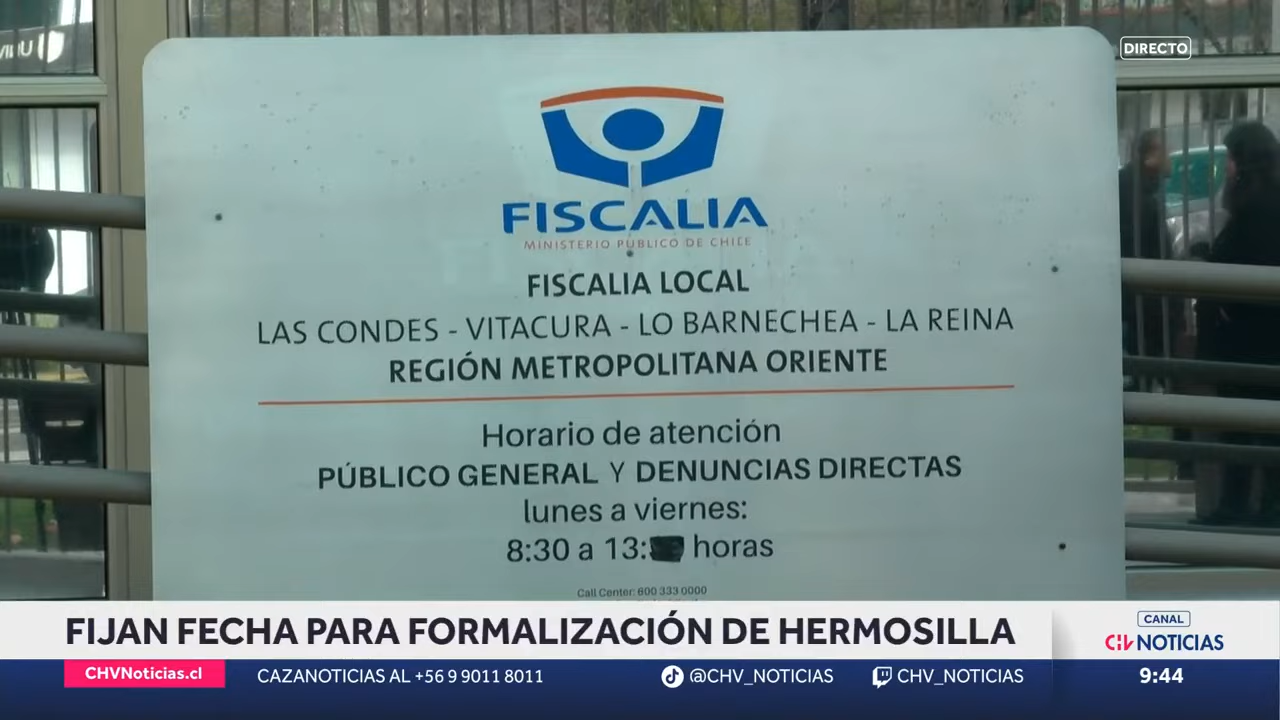 DIRECTO
FISCALIA
MINISTERIO PÚBLICO DE CHILE
FISCALIA LOCAL
LAS CONDES - VITACURA - LO BARNECHEA - LA REINA
REGIÓN METROPOLITANA ORIENTE
Horario de atención
PÚBLICO GENERAL Y DENUNCIAS DIRECTAS
lunes a viernes:
8:30 a 13: horas
Call Center: 600 333 0000
FIJAN FECHA PARA FORMALIZACIÓN DE HERMOSILLA
CANAL
CHV NOTICIAS
CHVNoticias.cl
CAZANOTICIAS AL +56 9 9011 8011
@CHV_NOTICIAS
CHV_NOTICIAS
9:44